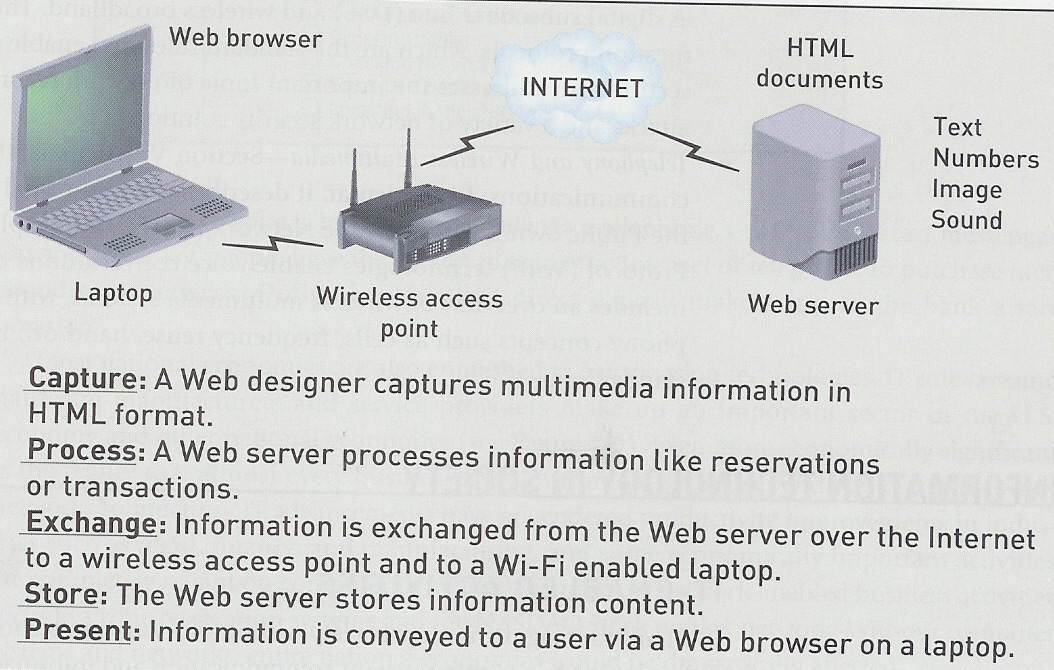 Web browser
INTERNET
HTML
documents
Text
Numbers
Image
Sound
Laptop
Wireless access
point
Web server
Capture: A Web designer captures multimedia information in
HTML format.
Process: A Web server processes information like reservations
or transactions.
Exchange: Information is exchanged from the Web server over the Internet
to a wireless access point and to a Wi-Fi enabled laptop.
Store: The Web server stores information content.
Present: Information is conveyed to a user via a Web browser on a laptop.